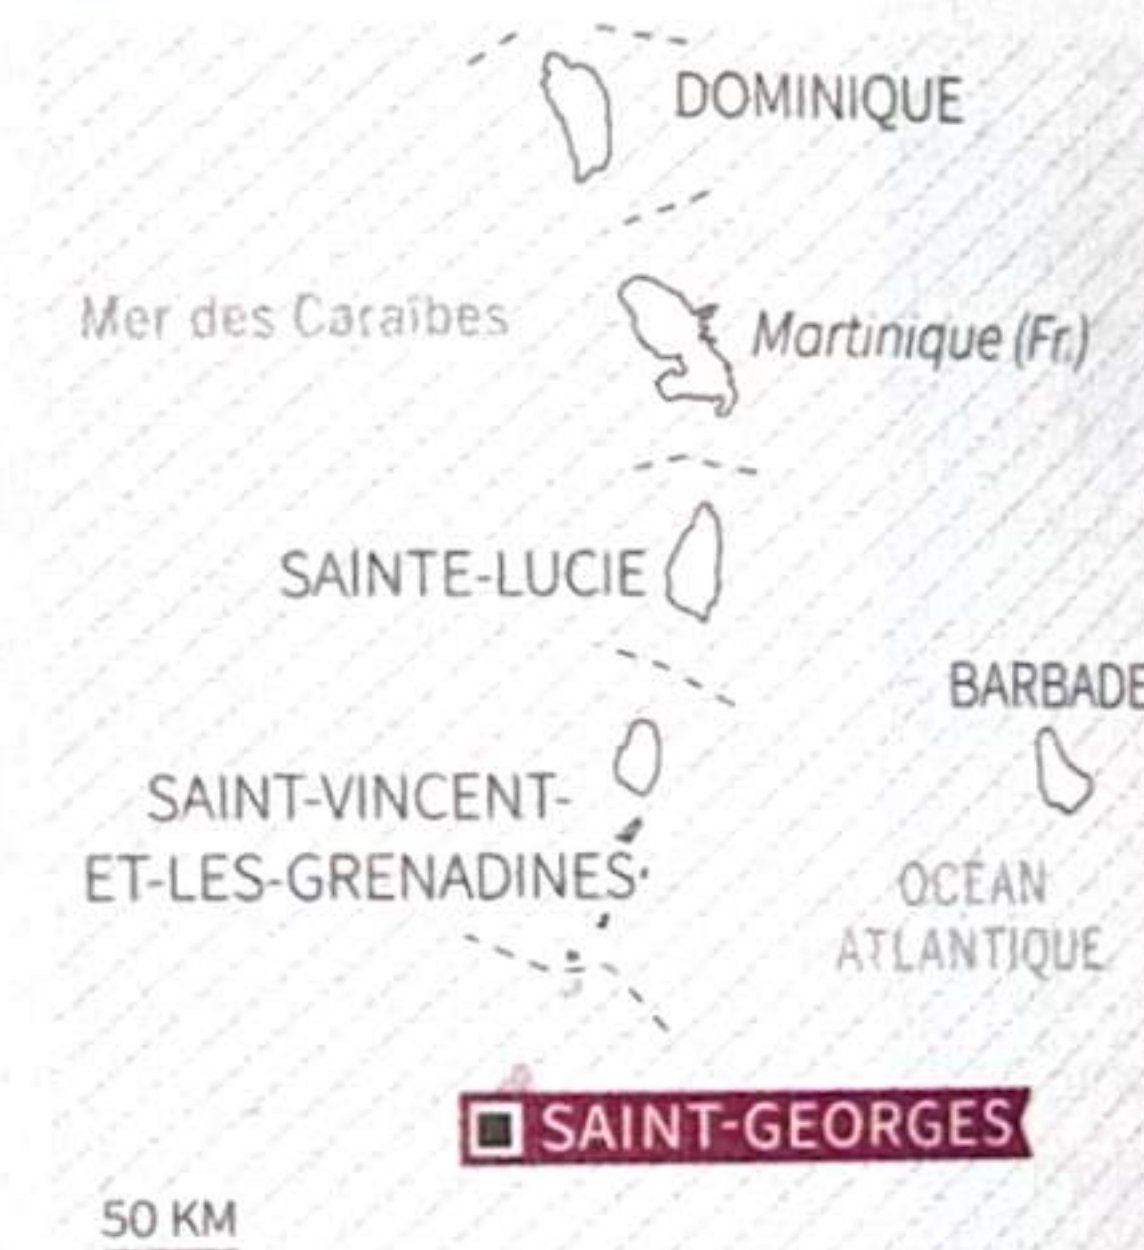 DOMINIQUE
Mer des Caraïbes
Martinique (Fr.)
SAINTE-LUCIE
BARBADE
SAINT-VINCENT-
ET-LES-GRENADINES
OCÉAN
ATLANTIQUE
SAINT-GEORGES
50 KM